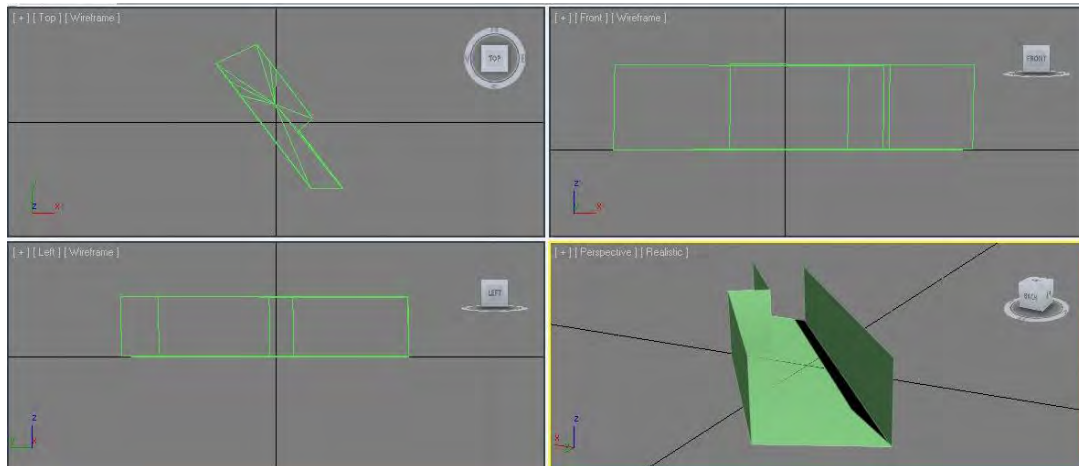 [ + ] [ Top ] [ Wireframe ]
TOP
y
z
x
[ + ] [ Front ] [ Wireframe ]
FRONT
z
x
[ + ] [ Left ] [ Wireframe ]
LEFT
z
y
x
[ + ] [ Perspective ] [ Realistic ]
BACK
z
x